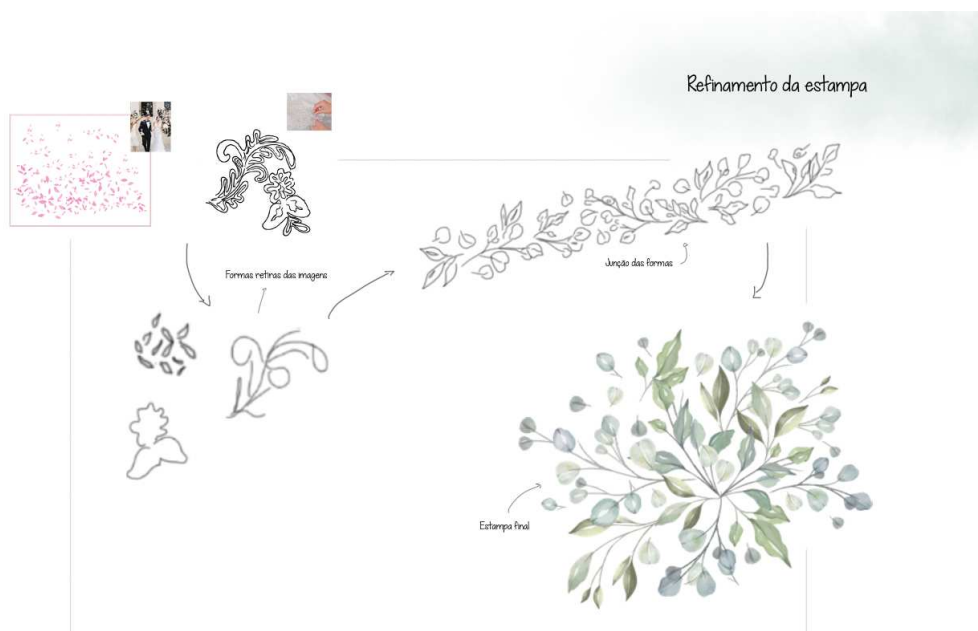 Refinamento da estampa
Formas retiras das imagens
Junção das formas
Estampa final